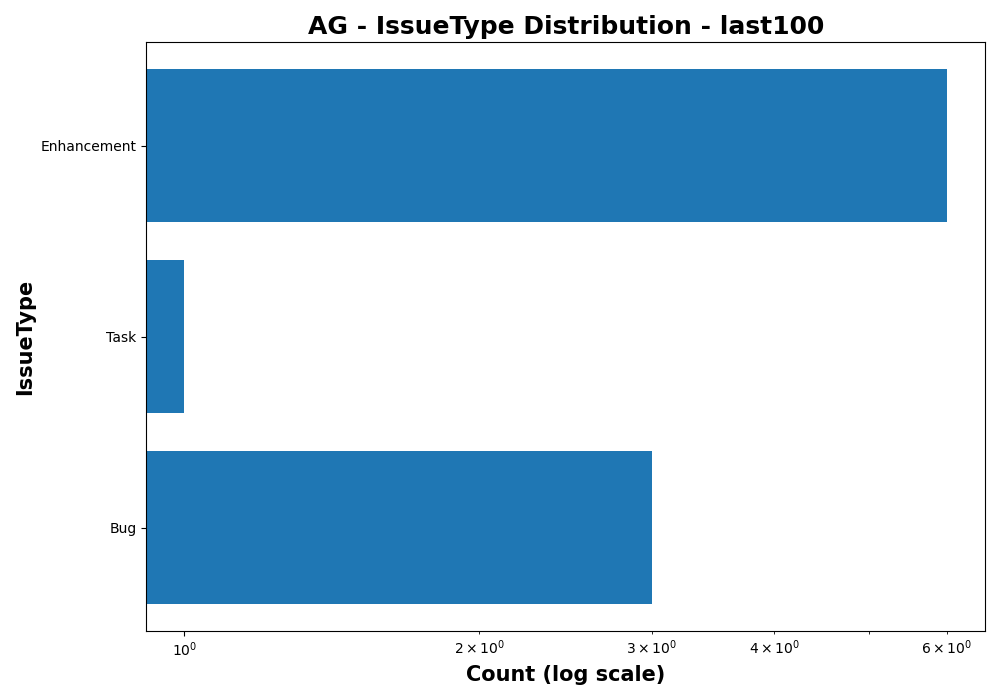 AG - IssueType Distribution - last100
IssueType
Enhancement
Task
Bug
10⁰ 2 × 10⁰ 3 × 10⁰ 4 × 10⁰ 6 × 10⁰
Count (log scale)